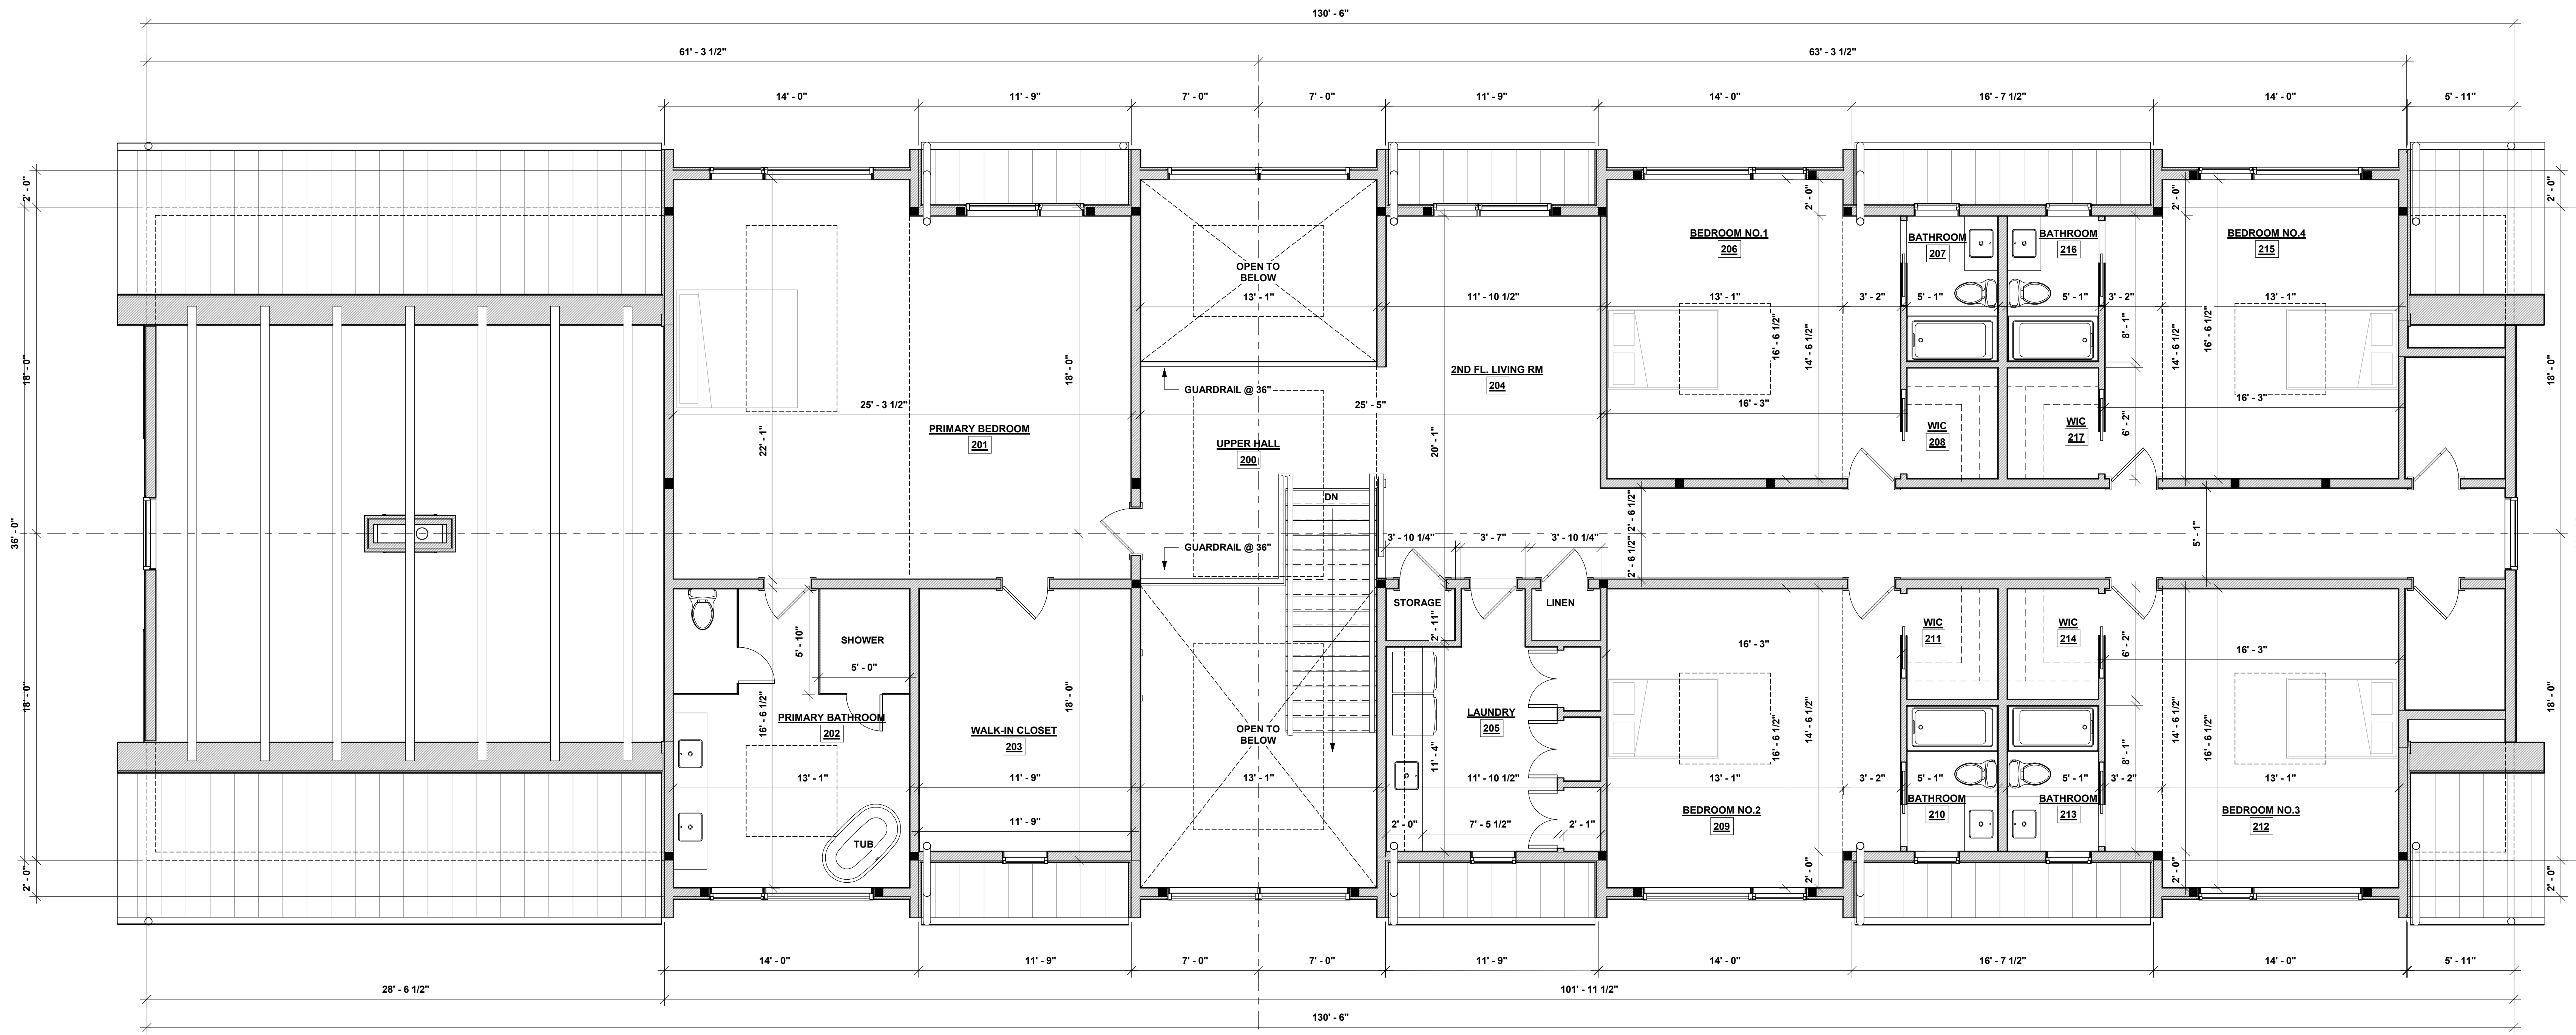 130' - 6"
61' - 3 1/2"
63' - 3 1/2"
14' - 0"
11' - 9"
7' - 0"
7' - 0"
11' - 9"
14' - 0"
16' - 7 1/2"
14' - 0"
5' - 11"
2' - 0"
2' - 0"
2' - 0"
2' - 0"
BEDROOM NO.1
206
BATHROOM
207
BATHROOM
216
BEDROOM NO.4
215
OPEN TO
BELOW
13' - 1"
11' - 10 1/2"
13' - 1"
3' - 2"
5' - 1"
5' - 1"
3' - 2"
13' - 1"
8' - 1"
16' - 6 1/2"
14' - 6 1/2"
14' - 6 1/2"
16' - 6 1/2"
18' - 0"
18' - 0"
18' - 0"
2ND FL. LIVING RM
204
GUARDRAIL @ 36"
25' - 3 1/2"
25' - 5"
16' - 3"
16' - 3"
PRIMARY BEDROOM
201
22' - 1"
UPPER HALL
200
20' - 1"
WIC
208
WIC
217
6' - 2"
DN
36' - 0"
2' - 6 1/2"
2' - 6 1/2"
5' - 1"
GUARDRAIL @ 36"
3' - 10 1/4"
3' - 7"
3' - 10 1/4"
STORAGE
LINEN
2' - 11"
SHOWER
5' - 10"
5' - 0"
WIC
211
WIC
214
6' - 2"
16' - 3"
16' - 3"
PRIMARY BATHROOM
202
16' - 6 1/2"
WALK-IN CLOSET
203
18' - 0"
OPEN TO
BELOW
LAUNDRY
205
11' - 4"
18' - 0"
18' - 0"
16' - 6 1/2"
14' - 6 1/2"
14' - 6 1/2"
16' - 6 1/2"
8' - 1"
13' - 1"
11' - 9"
13' - 1"
11' - 10 1/2"
13' - 1"
3' - 2"
5' - 1"
5' - 1"
3' - 2"
13' - 1"
BEDROOM NO.2
209
BATHROOM
210
BATHROOM
213
BEDROOM NO.3
212
11' - 9"
2' - 0"
7' - 5 1/2"
2' - 1"
TUB
2' - 0"
2' - 0"
2' - 0"
2' - 0"
14' - 0"
11' - 9"
7' - 0"
7' - 0"
11' - 9"
14' - 0"
16' - 7 1/2"
14' - 0"
5' - 11"
28' - 6 1/2"
101' - 11 1/2"
130' - 6"